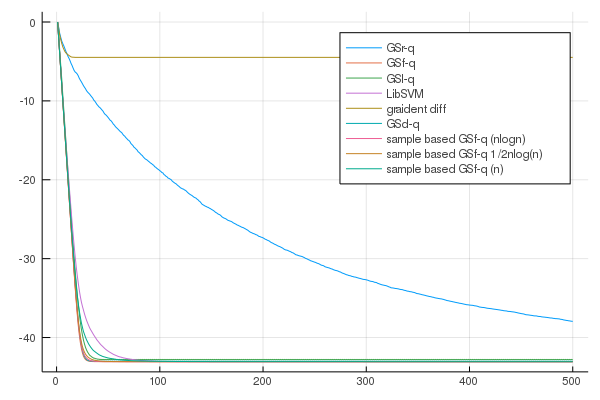 0
-10
-20
-30
-40
0
100
200
300
400
500
GSr-q
GSf-q
GSl-q
LibSVM
graident diff
GSd-q
sample based GSf-q (nlogn)
sample based GSf-q 1/2nlog(n)
sample based GSf-q (n)